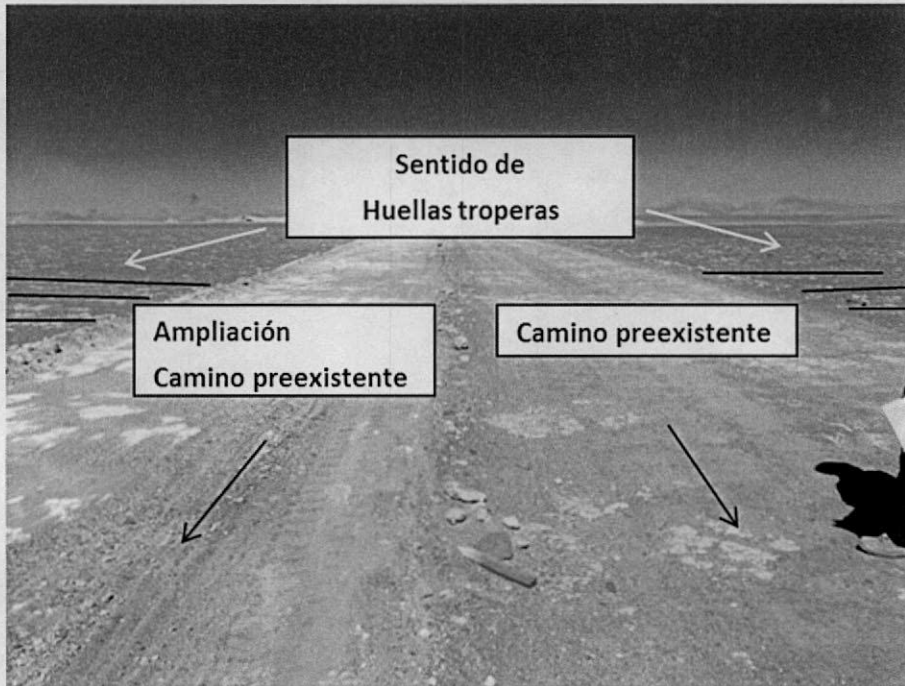 Sentido de
Huellas troperas
Ampliación
Camino preexistente
Camino preexistente